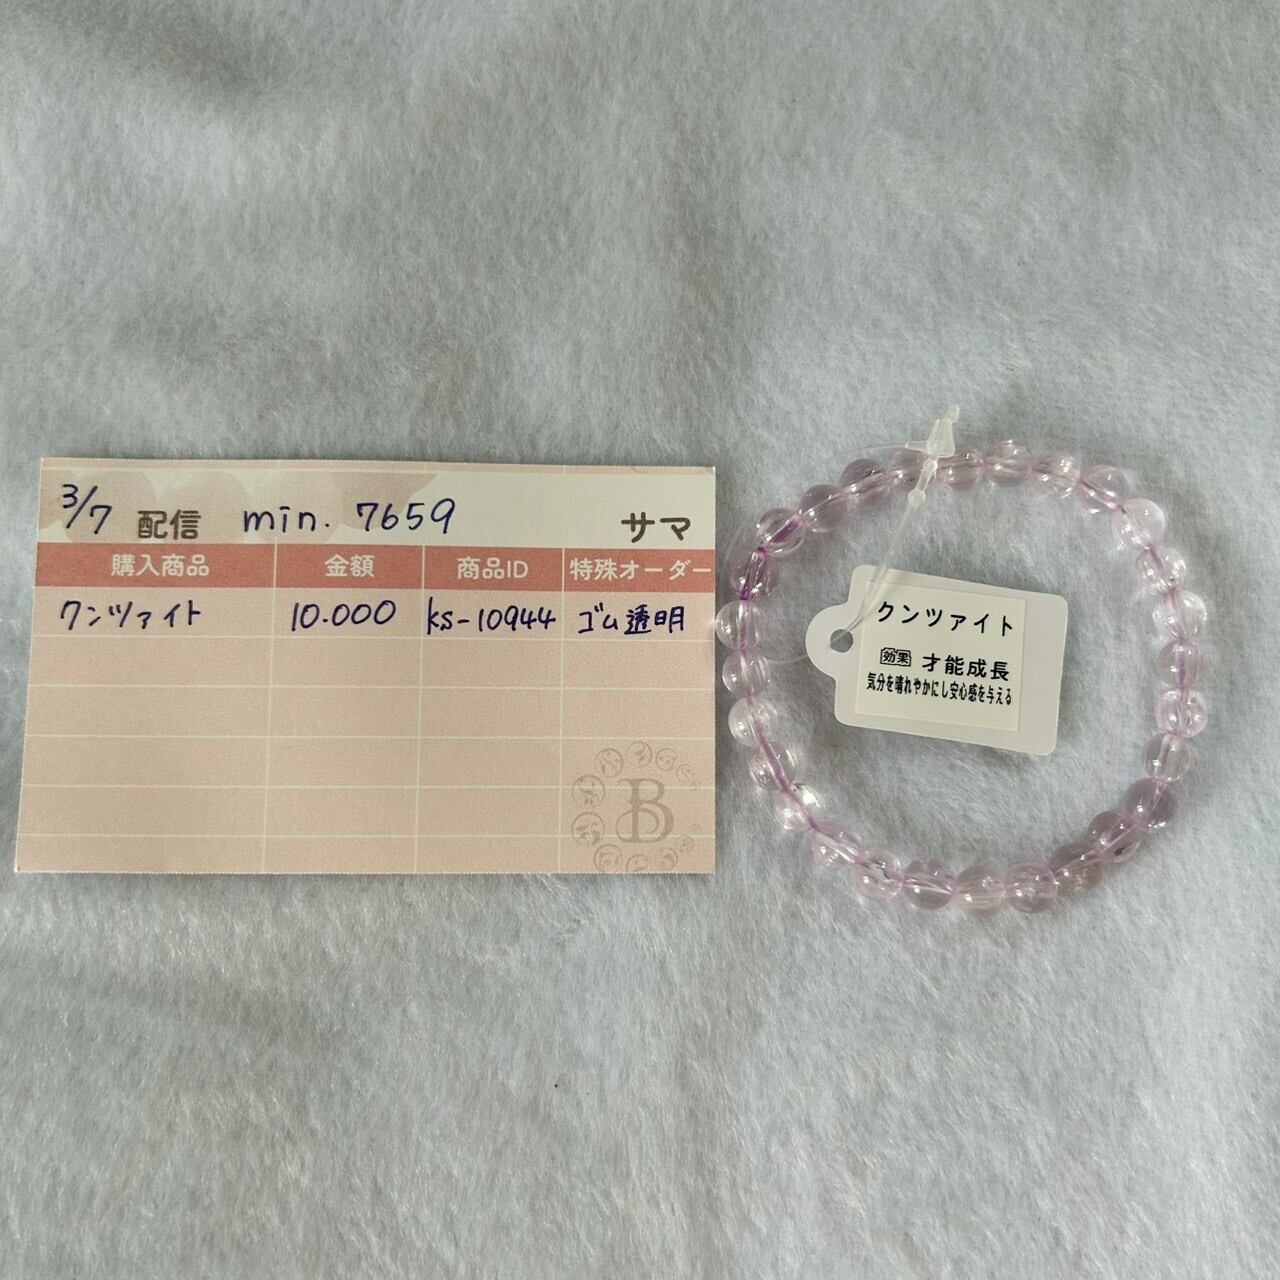 3/7 配信 min. 7659 サマ
購入商品 金額 商品ID 特殊オーダー
クンツァイト 10.000 ks-10944 ゴム透明
B
クンツァイト
効果 才能成長
気分を晴れやかにし安心感を与える